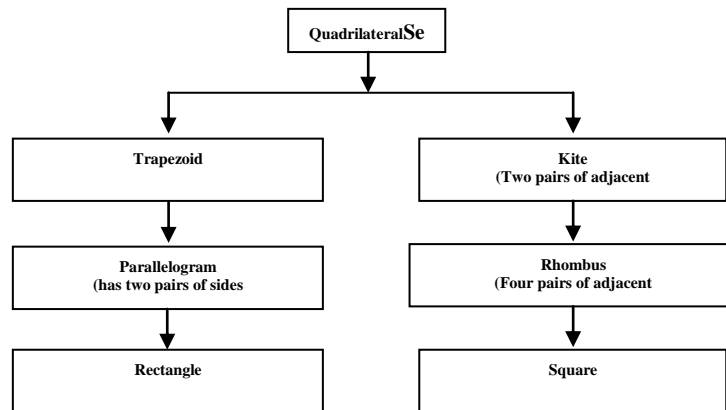 QuadrilateralSe
Trapezoid
Kite
(Two pairs of adjacent
Parallelogram
(has two pairs of sides
Rhombus
(Four pairs of adjacent
Rectangle
Square